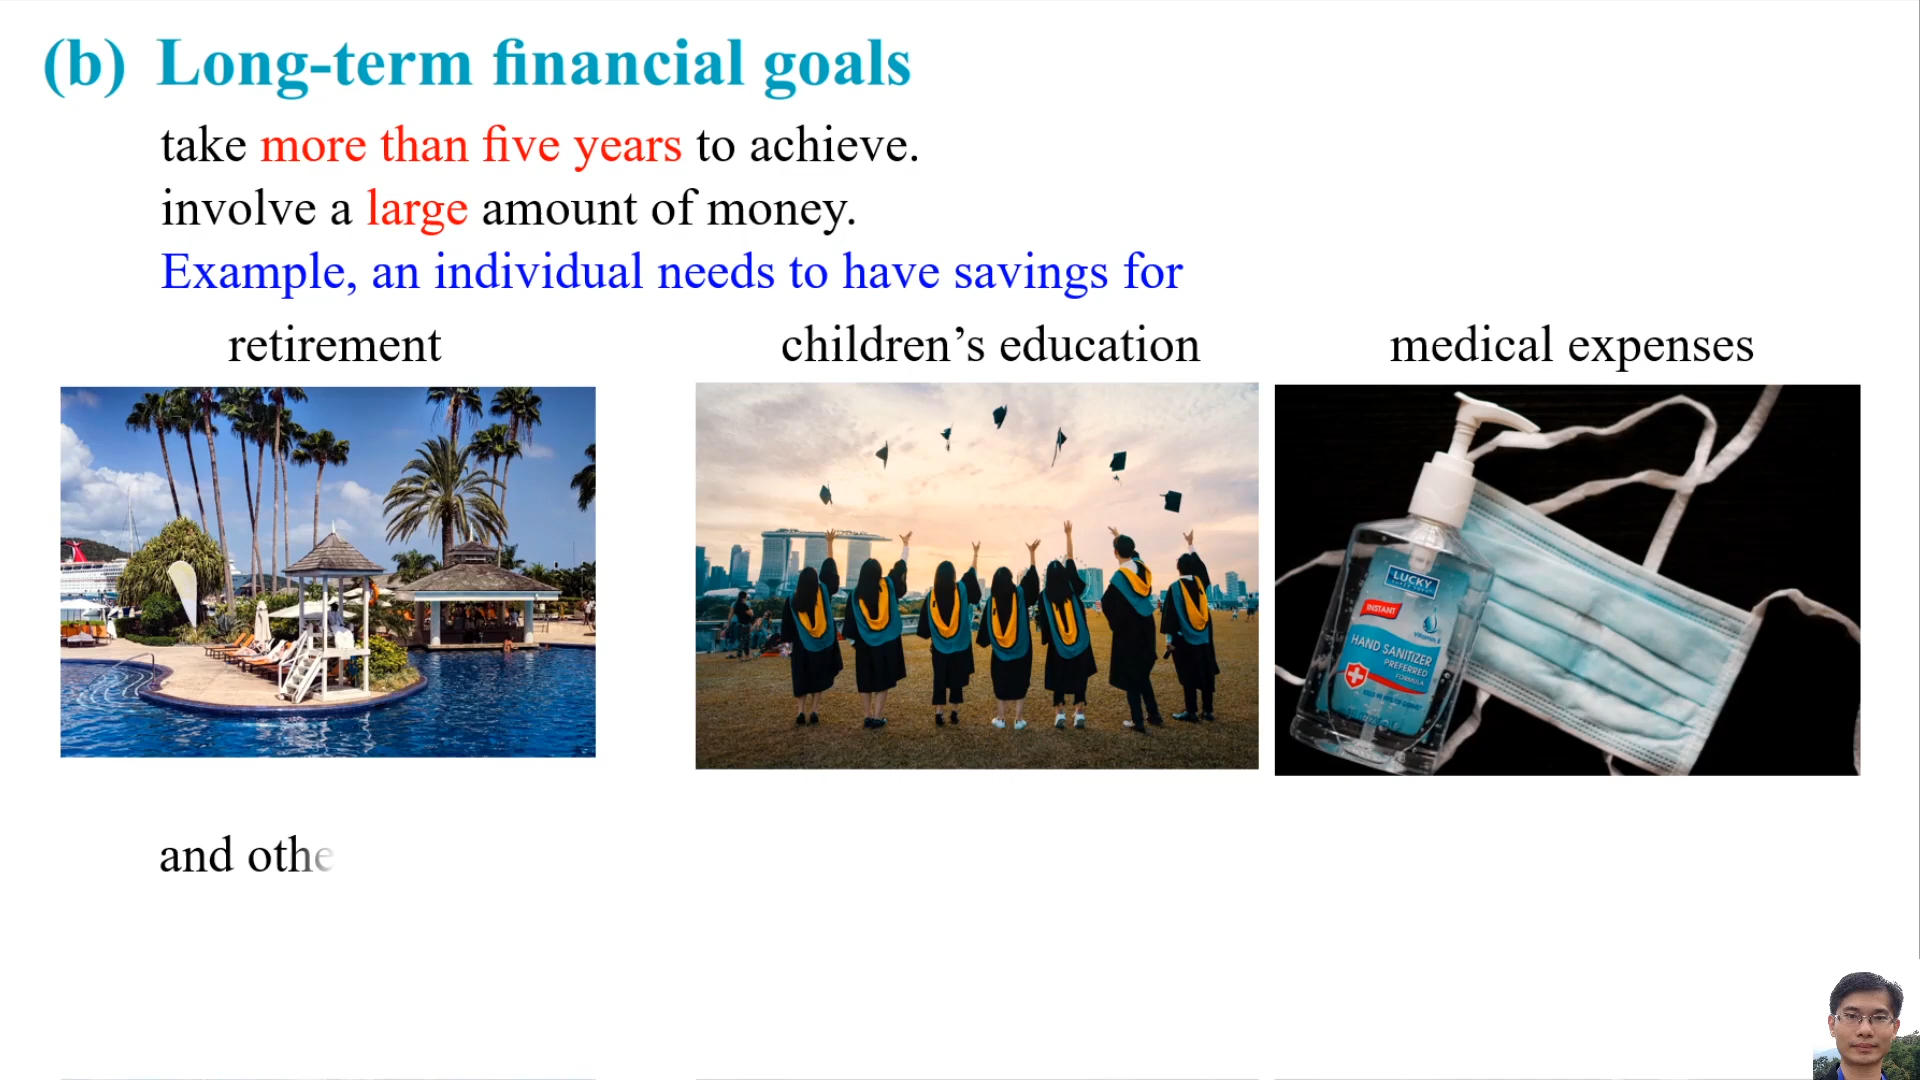 (b) Long-term financial goals
take more than five years to achieve.
involve a large amount of money.
Example, an individual needs to have savings for
retirement
children’s education
medical expenses
LUCKY
INSTANT
HAND SANITIZER
PREFERRED
FORMULA
and othe